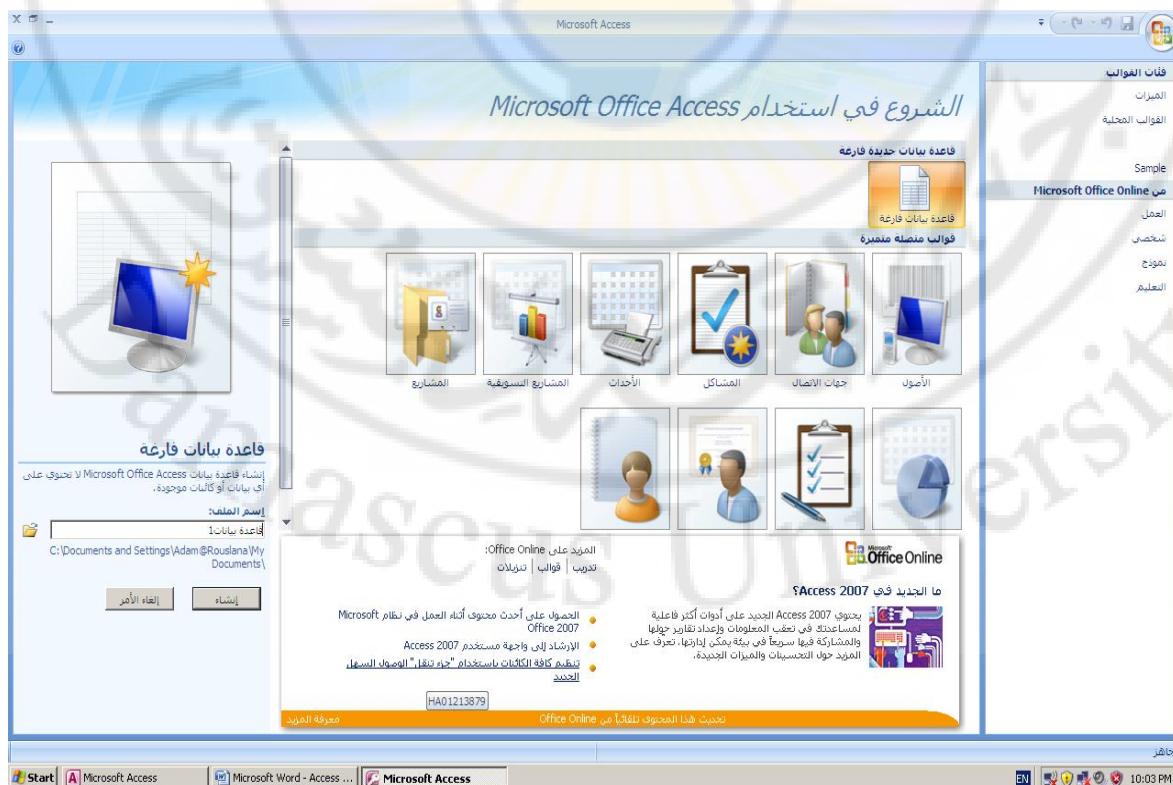 Microsoft Access
فئات القوالب
الميزات
القوالب المحلية
Sample
من Microsoft Office Online
العمل
شخصي
نموذج
التعليم
الشروع في استخدام Microsoft Office Access
قاعدة بيانات جديدة فارغة
قاعدة بيانات فارغة
قوالب متصلة متميزة
الأصول
جهات الاتصال
المشاكل
الأحداث
المشاريع التسويقية
المشاريع
Microsoft
Office Online
ما الجديد في Access 2007؟
يحتوي Access 2007 الجديد على أدوات أكثر فاعلية
لمساعدتك في تعقب المعلومات وإعداد تقارير حولها
والمشاركة فيها سريعاً في بيئة يمكن إدارتها. تعرف على
المزيد حول التحسينات والميزات الجديدة.
المزيد على Office Online:
تدريب | قوالب | تنزيلات
الحصول على أحدث محتوى أثناء العمل في نظام Microsoft
Office 2007
الإرشاد إلى واجهة مستخدم Access 2007
تنظيم كافة الكائنات باستخدام "جزء تنقل" الوصول السهل
الجديد
HA01213879
تحديث هذا المحتوى تلقائياً من Office Online
معرفة المزيد
قاعدة بيانات فارغة
إنشاء قاعدة بيانات Microsoft Office Access لا تحتوي على
أي بيانات أو كائنات موجودة.
اسم الملف:
قاعدة بيانات1
C:\Documents and Settings\Adam@Rouslana\My
Documents\
إنشاء
إلغاء الأمر
جاهز
Start
Microsoft Access
Microsoft Word - Access ...
Microsoft Access
EN
10:03 PM
Damascus University